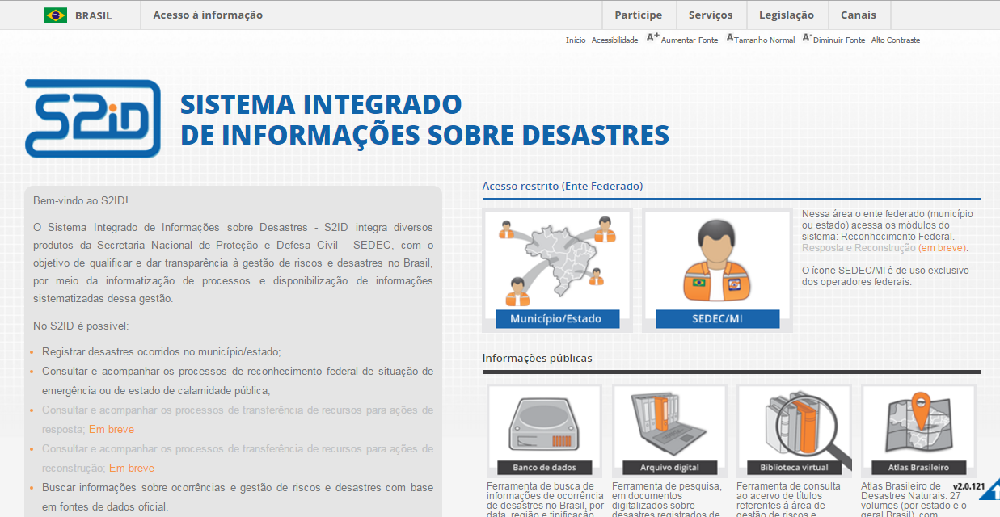 BRASIL
Acesso à informação
Participe
Serviços
Legislação
Canais
Início Acessibilidade A+ Aumentar Fonte A Tamanho Normal A- Diminuir Fonte Alto Contraste
S2iD
SISTEMA INTEGRADO
DE INFORMAÇÕES SOBRE DESASTRES
Bem-vindo ao S2ID!
O Sistema Integrado de Informações sobre Desastres - S2ID integra diversos
produtos da Secretaria Nacional de Proteção e Defesa Civil - SEDEC, com o
objetivo de qualificar e dar transparência à gestão de riscos e desastres no Brasil,
por meio da informatização de processos e disponibilização de informações
sistematizadas dessa gestão.
No S2ID é possível:
Registrar desastres ocorridos no município/estado;
Consultar e acompanhar os processos de reconhecimento federal de situação de
emergência ou de estado de calamidade pública;
Consultar e acompanhar os processos de transferência de recursos para ações de
resposta; Em breve
Consultar e acompanhar os processos de transferência de recursos para ações de
reconstrução; Em breve
Buscar informações sobre ocorrências e gestão de riscos e desastres com base
em fontes de dados oficial.
Acesso restrito (Ente Federado)
Município/Estado
SEDEC/MI
Nessa área o ente federado (município
ou estado) acessa os módulos do
sistema: Reconhecimento Federal.
Resposta e Reconstrução (em breve).
O ícone SEDEC/MI é de uso exclusivo
dos operadores federais.
Informações públicas
Banco de dados
Ferramenta de busca de
informações de ocorrência
de desastres no Brasil, por
data, região e tipificação
Arquivo digital
Ferramenta de pesquisa,
em documentos
digitalizados sobre
desastres registrados de
Biblioteca virtual
Ferramenta de consulta
ao acervo de títulos
referentes à área de
gestão de riscos e
Atlas Brasileiro
Atlas Brasileiro de
Desastres Naturais: 27
volumes (por estado e o
geral Brasil), com
v2.0.121